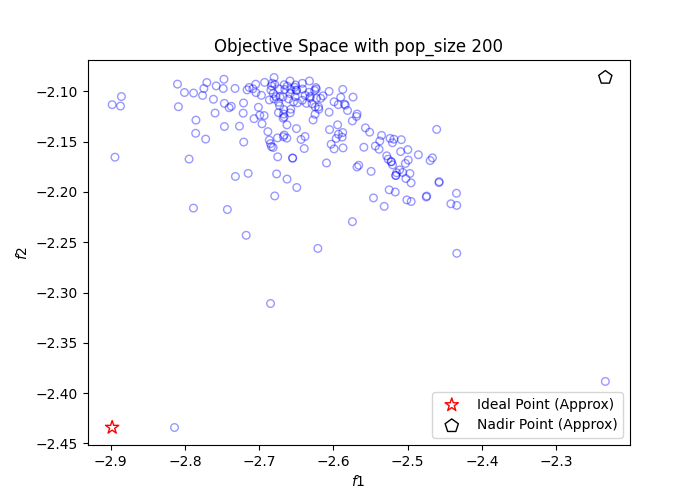 Objective Space with pop_size 200
−2.10
−2.15
−2.20
−2.25
−2.30
−2.35
−2.40
−2.45
f2
Ideal Point (Approx)
Nadir Point (Approx)
−2.9 −2.8 −2.7 −2.6 −2.5 −2.4 −2.3
f1